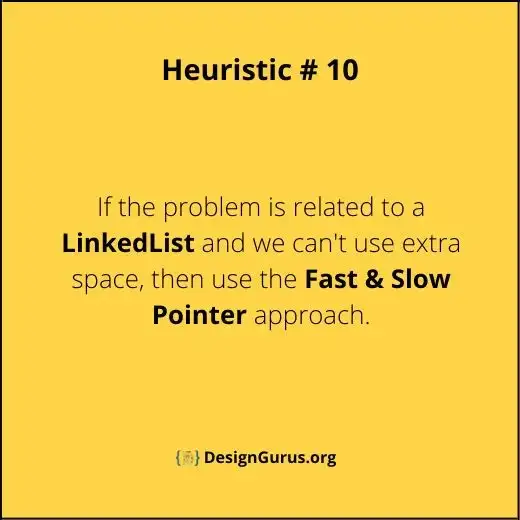 Heuristic # 10
If the problem is related to a
LinkedList and we can't use extra
space, then use the Fast & Slow
Pointer approach.
{} DesignGurus.org